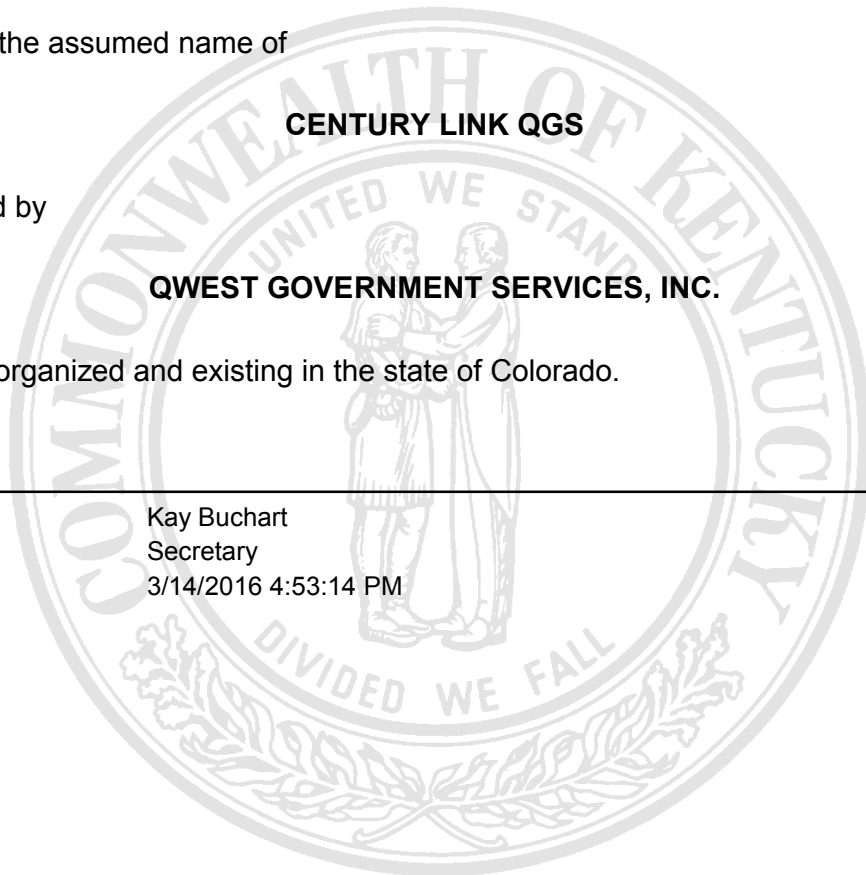 the assumed name of
CENTURY LINK QGS
d by
QWEST GOVERNMENT SERVICES, INC.
organized and existing in the state of Colorado.
Kay Buchart
Secretary
3/14/2016 4:53:14 PM
COMMONWEALTH OF KENTUCKY
UNITED WE STAND
DIVIDED WE FALL